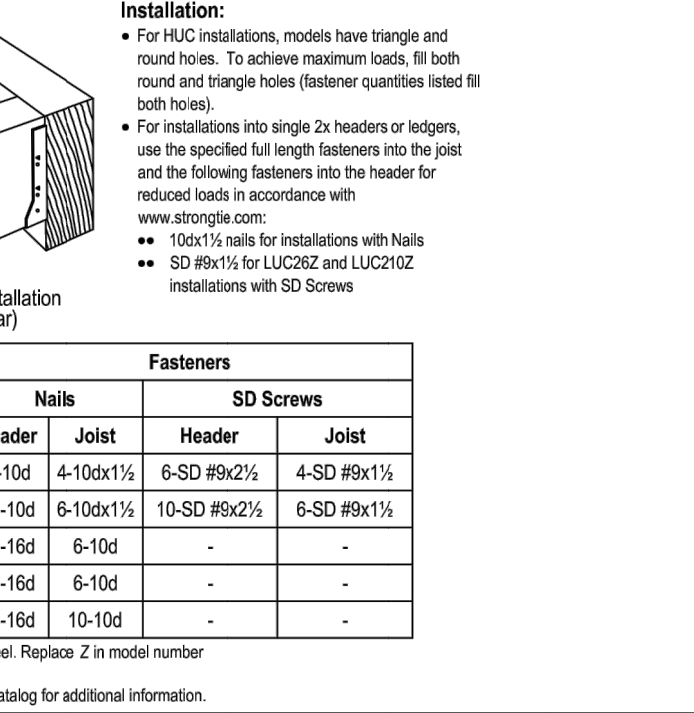 Installation:
● For HUC installations, models have triangle and
round holes. To achieve maximum loads, fill both
round and triangle holes (fastener quantities listed fill
both holes).
● For installations into single 2x headers or ledgers,
use the specified full length fasteners into the joist
and the following fasteners into the header for
reduced loads in accordance with
www.strongtie.com:
●● 10dx1½ nails for installations with Nails
●● SD #9x1½ for LUC26Z and LUC210Z
installations with SD Screws
tallation
ar)
Fasteners
Nails SD Screws
ader Joist Header Joist
-10d 4-10dx1½ 6-SD #9x2½ 4-SD #9x1½
-10d 6-10dx1½ 10-SD #9x2½ 6-SD #9x1½
-16d 6-10d - -
-16d 6-10d - -
-16d 10-10d - -
eel. Replace Z in model number
atalog for additional information.